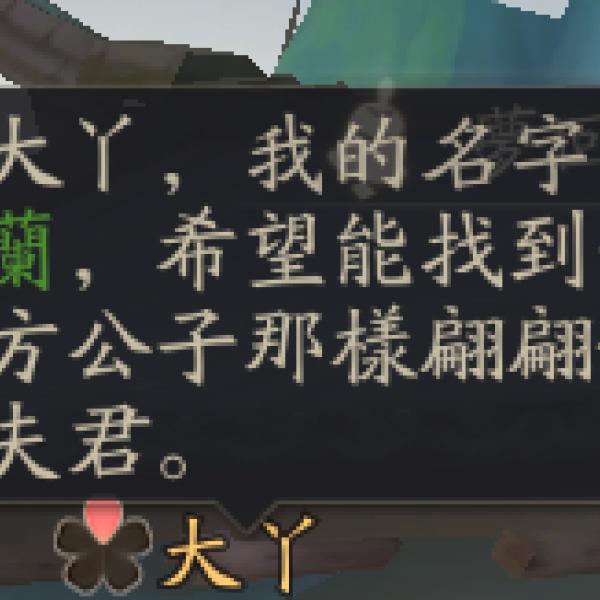 大丫，我的名字
蘭，希望能找到
方公子那樣翩翩
夫君。
大丫